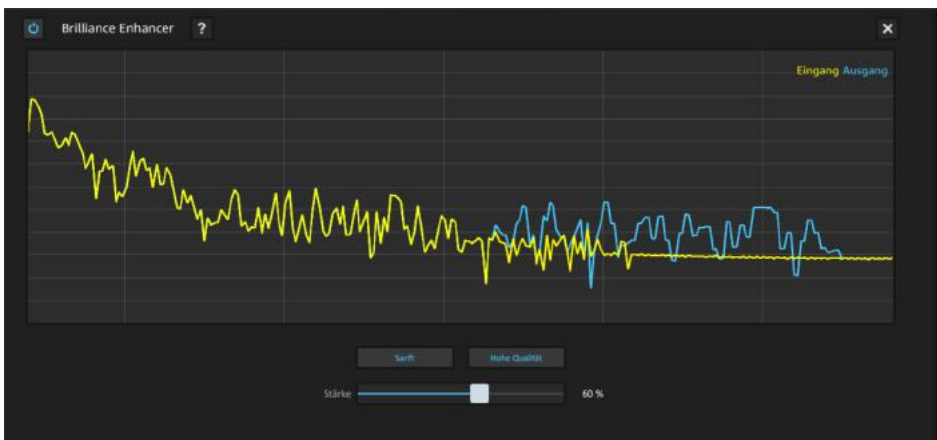 Brilliance Enhancer ?
Eingang Ausgang
Sanft Hohe Qualität
Stärke 60 %